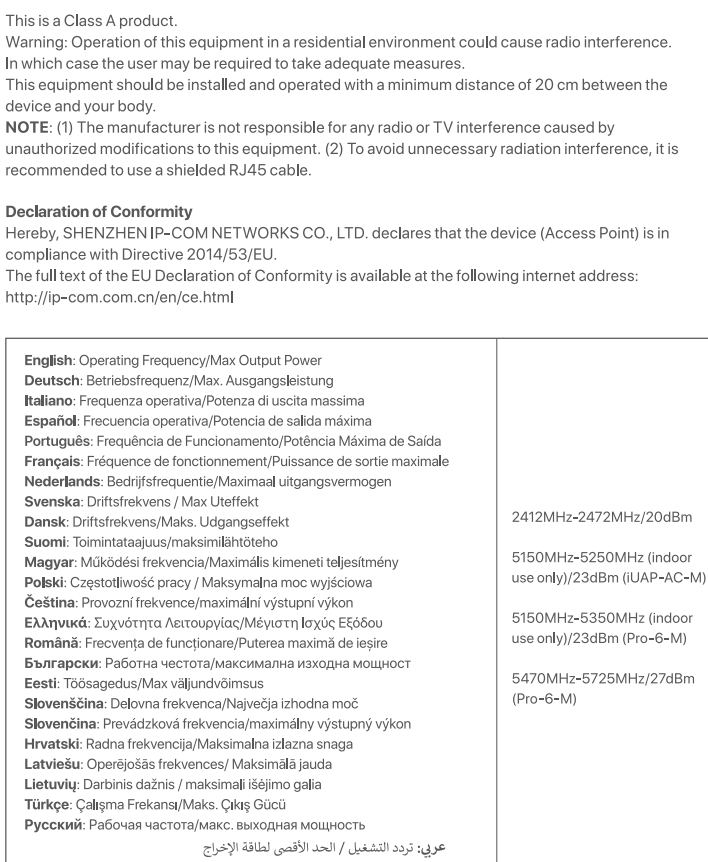 This is a Class A product.
Warning: Operation of this equipment in a residential environment could cause radio interference.
In which case the user may be required to take adequate measures.
This equipment should be installed and operated with a minimum distance of 20 cm between the
device and your body.
NOTE: (1) The manufacturer is not responsible for any radio or TV interference caused by
unauthorized modifications to this equipment. (2) To avoid unnecessary radiation interference, it is
recommended to use a shielded RJ45 cable.
Declaration of Conformity
Hereby, SHENZHEN IP-COM NETWORKS CO., LTD. declares that the device (Access Point) is in
compliance with Directive 2014/53/EU.
The full text of the EU Declaration of Conformity is available at the following internet address:
http://ip-com.com.cn/en/ce.html
English: Operating Frequency/Max Output Power
Deutsch: Betriebsfrequenz/Max. Ausgangsleistung
Italiano: Frequenza operativa/Potenza di uscita massima
Español: Frecuencia operativa/Potencia de salida máxima
Português: Frequência de Funcionamento/Potência Máxima de Saída
Français: Fréquence de fonctionnement/Puissance de sortie maximale
Nederlands: Bedrijfsfrequentie/Maximaal uitgangsvermogen
Svenska: Driftsfrekvens / Max Uteffekt
Dansk: Driftsfrekvens/Maks. Udgangseffekt
Suomi: Toimintataajuus/maksimilähtöteho
Magyar: Működési frekvencia/Maximális kimeneti teljesítmény
Polski: Częstotliwość pracy / Maksymalna moc wyjściowa
Čeština: Provozní frekvence/maximální výstupní výkon
Ελληνικά: Συχνότητα Λειτουργίας/Μέγιστη Ισχύς Εξόδου
Română: Frecvența de funcționare/Puterea maximă de ieșire
Български: Работна честота/максимална изходна мощност
Eesti: Töösagedus/Max väljundvõimsus
Slovenščina: Delovna frekvenca/Največja izhodna moč
Slovenčina: Prevádzková frekvencia/maximálny výstupný výkon
Hrvatski: Radna frekvencija/Maksimalna izlazna snaga
Latviešu: Operējošās frekvences/ Maksimālā jauda
Lietuvių: Darbinis dažnis / maksimali išėjimo galia
Türkçe: Çalışma Frekansı/Maks. Çıkış Gücü
Русский: Рабочая частота/макс. выходная мощность
عربي: تردد التشغيل / الحد الأقصى لطاقة الإخراج
2412MHz-2472MHz/20dBm
5150MHz-5250MHz (indoor
use only)/23dBm (iUAP-AC-M)
5150MHz-5350MHz (indoor
use only)/23dBm (Pro-6-M)
5470MHz-5725MHz/27dBm
(Pro-6-M)